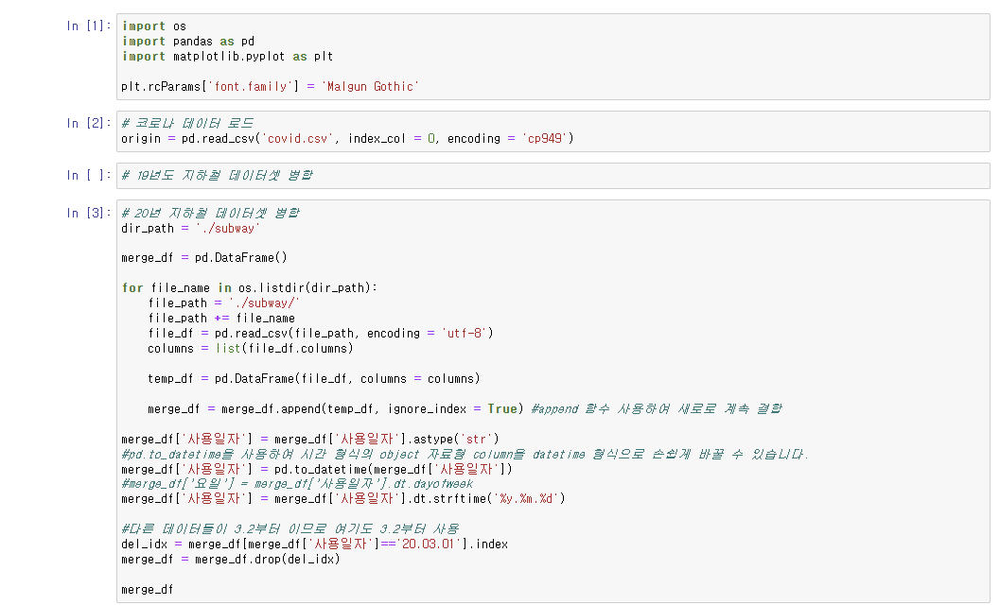 In [1]:
import os
import pandas as pd
import matplotlib.pyplot as plt
plt.rcParams['font.family'] = 'Malgun Gothic'
In [2]:
# 코로나 데이터 로드
origin = pd.read_csv('covid.csv', index_col = 0, encoding = 'cp949')
In [ ]:
# 19년도 지하철 데이터셋 병합
In [3]:
# 20년 지하철 데이터셋 병합
dir_path = './subway'
merge_df = pd.DataFrame()
for file_name in os.listdir(dir_path):
    file_path = './subway/'
    file_path += file_name
    file_df = pd.read_csv(file_path, encoding = 'utf-8')
    columns = list(file_df.columns)
    temp_df = pd.DataFrame(file_df, columns = columns)
    merge_df = merge_df.append(temp_df, ignore_index = True) #append 함수 사용하여 새로로 계속 결합
merge_df['사용일자'] = merge_df['사용일자'].astype('str')
#pd.to_datetime을 사용하여 시간 형식의 object 자료형 column을 datetime 형식으로 손쉽게 바꿀 수 있습니다.
merge_df['사용일자'] = pd.to_datetime(merge_df['사용일자'])
#merge_df['요일'] = merge_df['사용일자'].dt.dayofweek
merge_df['사용일자'] = merge_df['사용일자'].dt.strftime('%y.%m.%d')
#다른 데이터들이 3.2부터 이므로 여기도 3.2부터 사용
del_idx = merge_df[merge_df['사용일자']=='20.03.01'].index
merge_df = merge_df.drop(del_idx)
merge_df